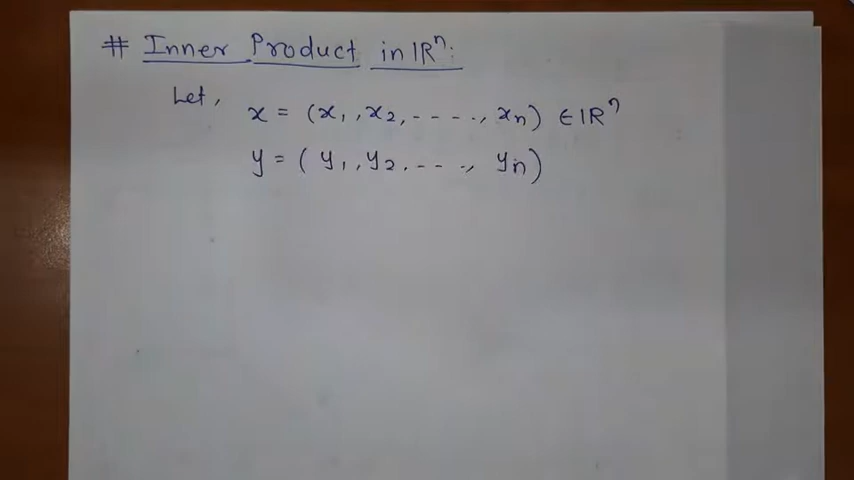 # Inner Product in ℝⁿ:
Let, x = (x₁, x₂, ----., xₙ) ∈ ℝⁿ
y = (y₁, y₂, .-- ., yₙ)